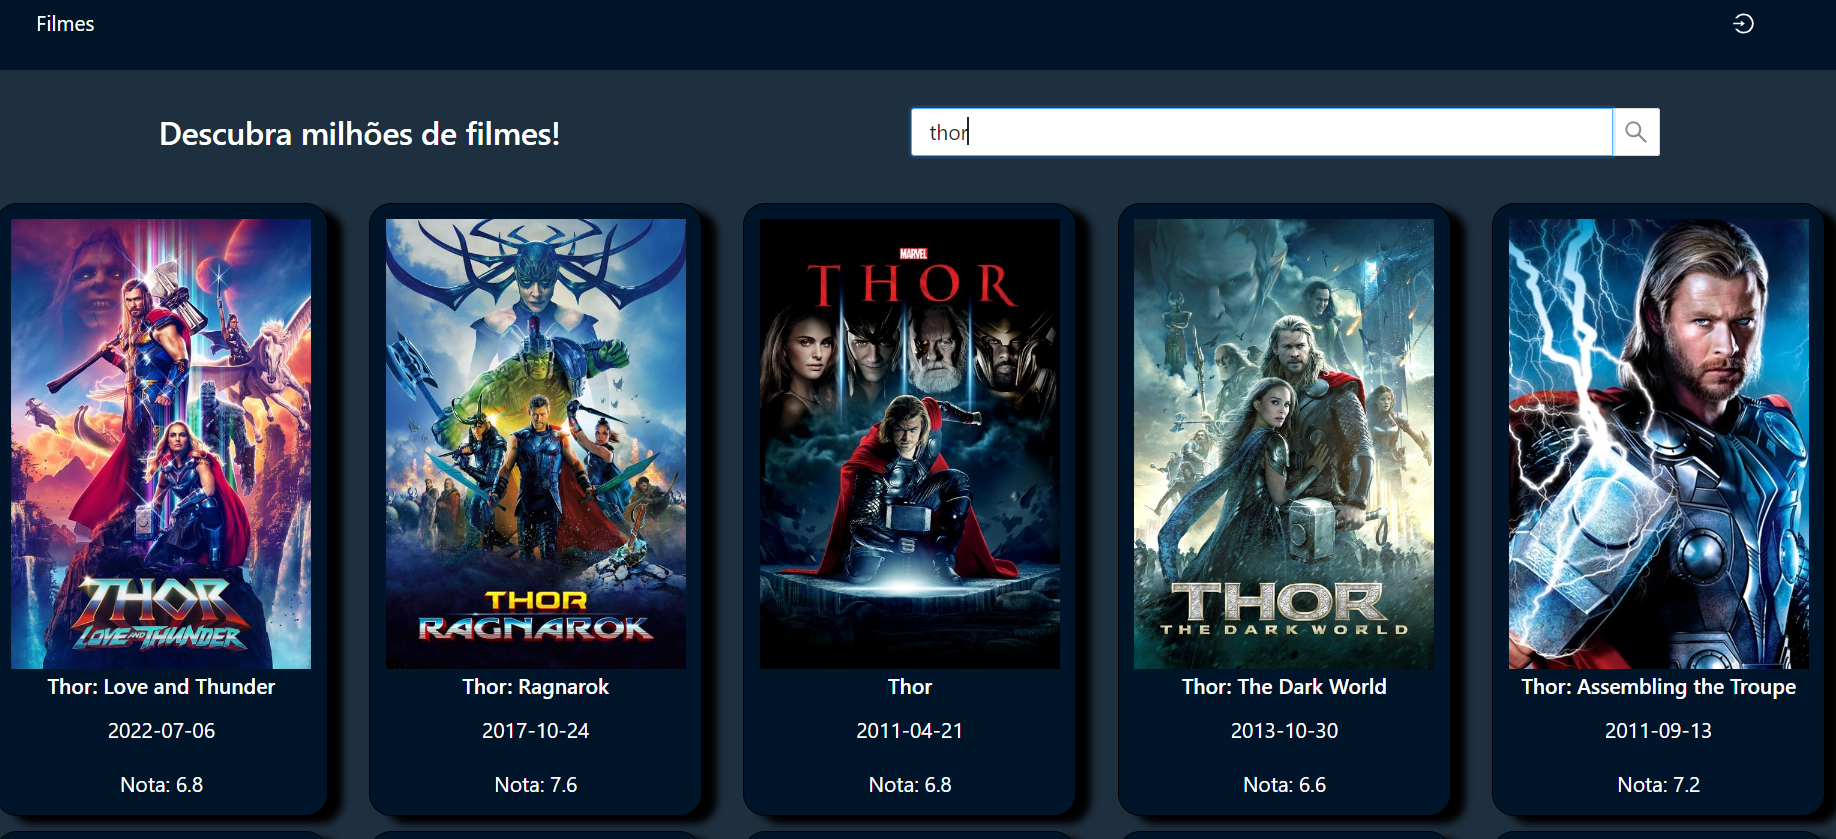 Filmes
Descubra milhões de filmes!
thor
THOR
LOVE AND THUNDER
Thor: Love and Thunder
2022-07-06
Nota: 6.8
THOR
RAGNAROK
Thor: Ragnarok
2017-10-24
Nota: 7.6
MARVEL
THOR
Thor
2011-04-21
Nota: 6.8
THOR
THE DARK WORLD
Thor: The Dark World
2013-10-30
Nota: 6.6
Thor: Assembling the Troupe
2011-09-13
Nota: 7.2